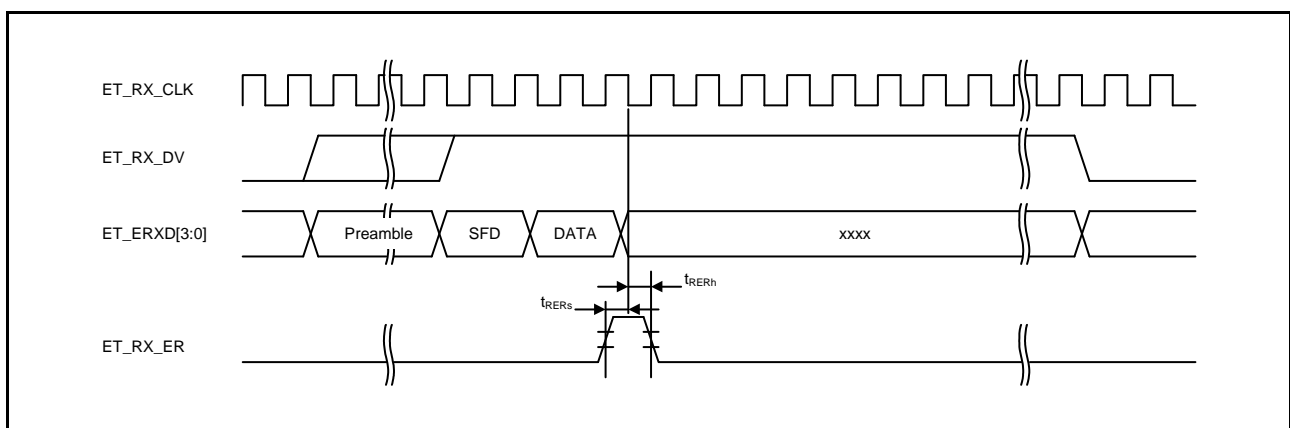 ET_RX_CLK
ET_RX_DV
ET_ERXD[3:0]
Preamble
SFD
DATA
xxxx
tRERh
tRERs
ET_RX_ER